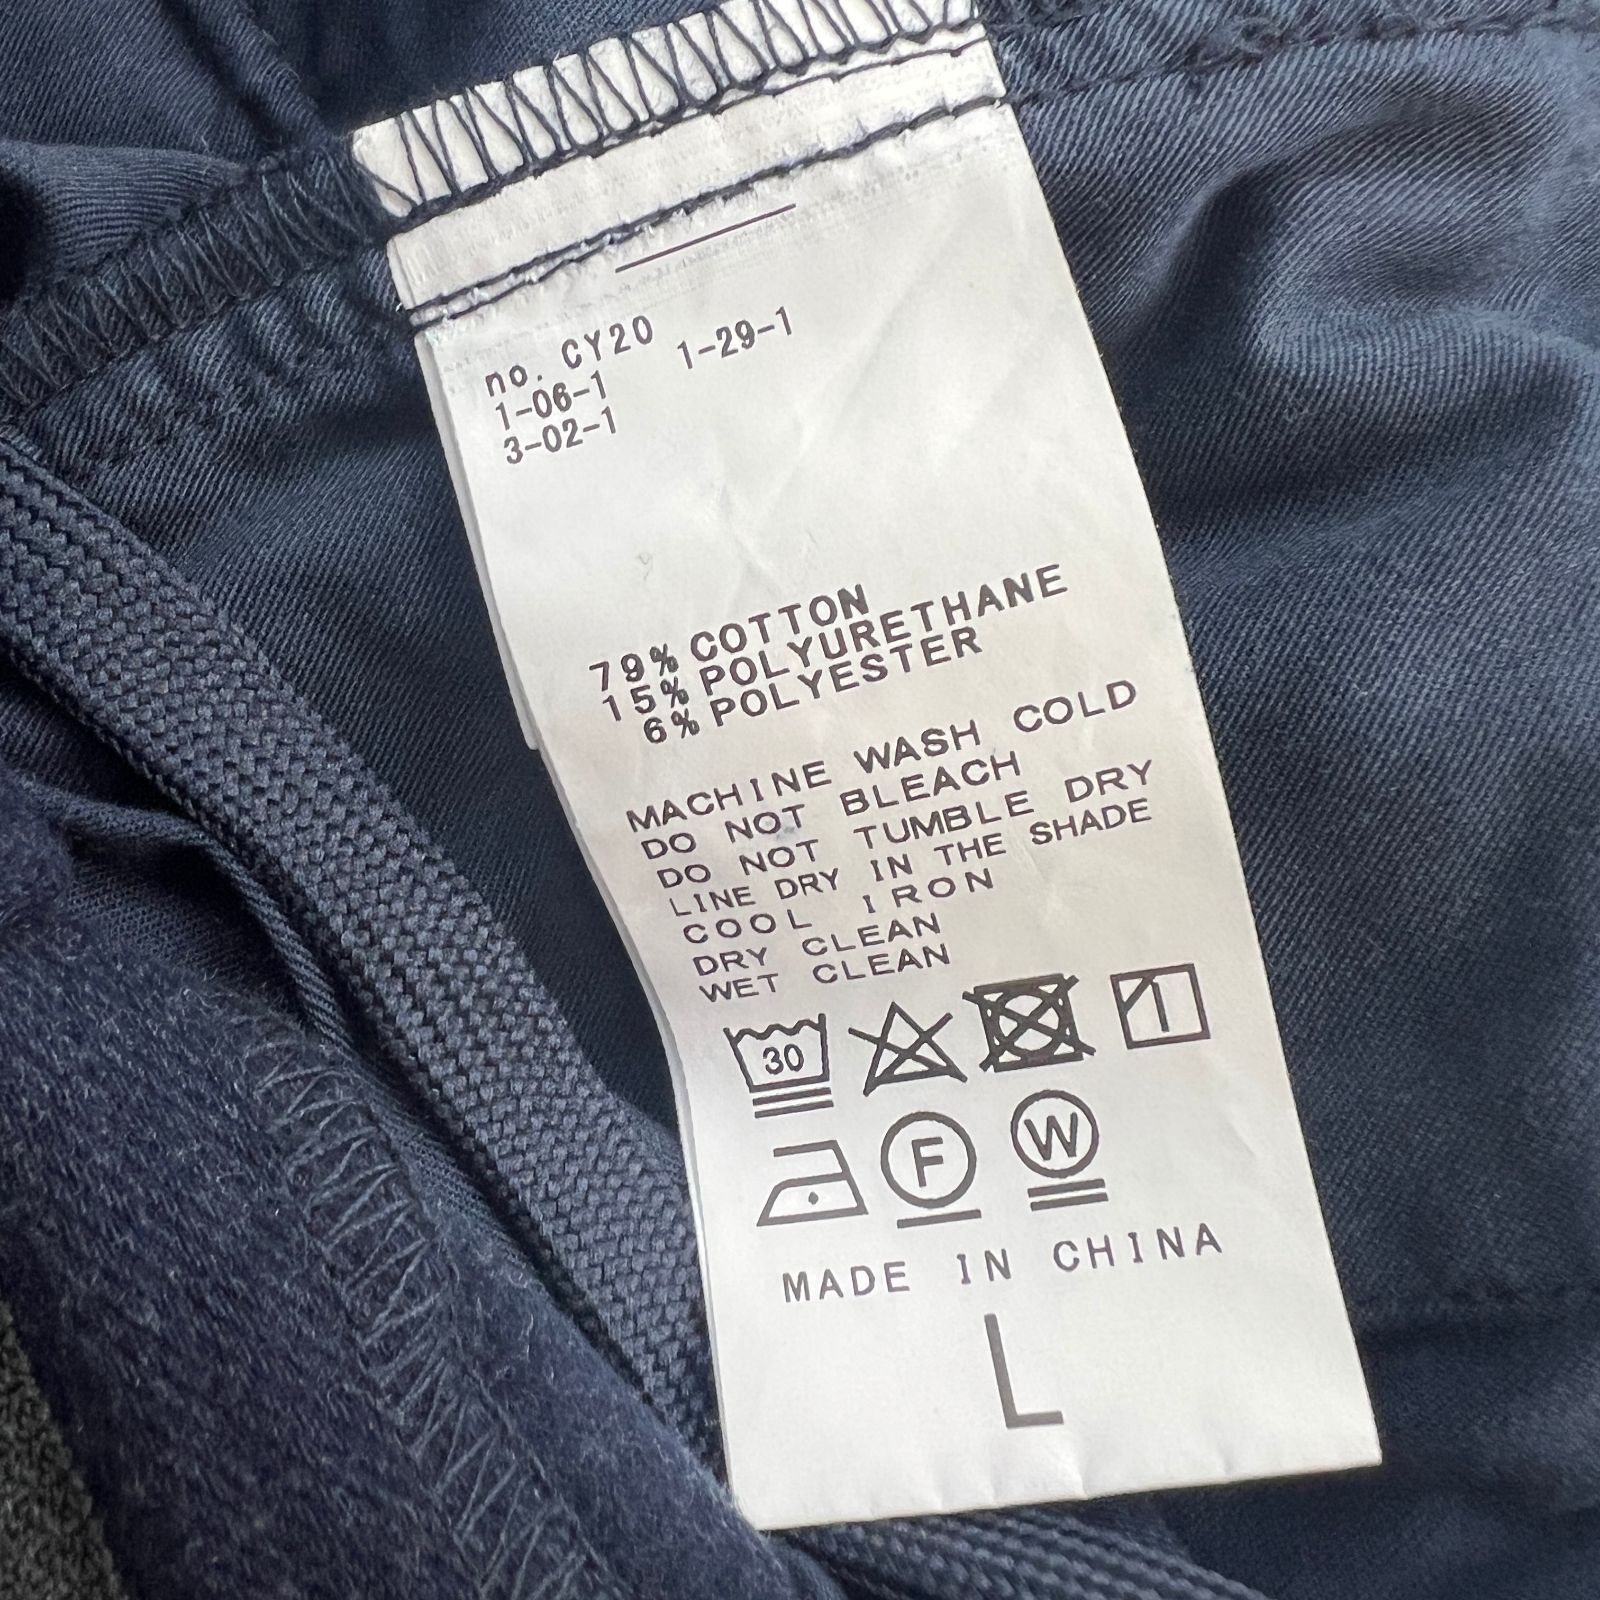 no. CY20
1-06-1 1-29-1
3-02-1
79% COTTON
15% POLYURETHANE
6% POLYESTER
MACHINE WASH COLD
DO NOT BLEACH
DO NOT TUMBLE DRY
LINE DRY IN THE SHADE
COOL IRON
DRY CLEAN
WET CLEAN
30
F W
MADE IN CHINA
L